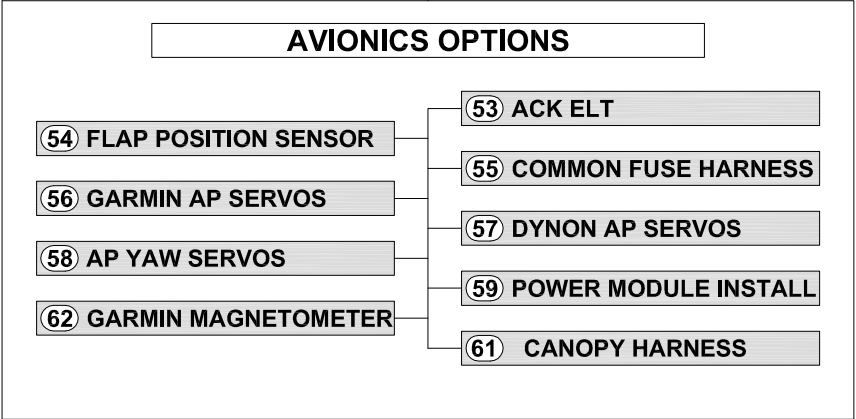 AVIONICS OPTIONS
53 ACK ELT
54 FLAP POSITION SENSOR
55 COMMON FUSE HARNESS
56 GARMIN AP SERVOS
57 DYNON AP SERVOS
58 AP YAW SERVOS
59 POWER MODULE INSTALL
62 GARMIN MAGNETOMETER
61 CANOPY HARNESS